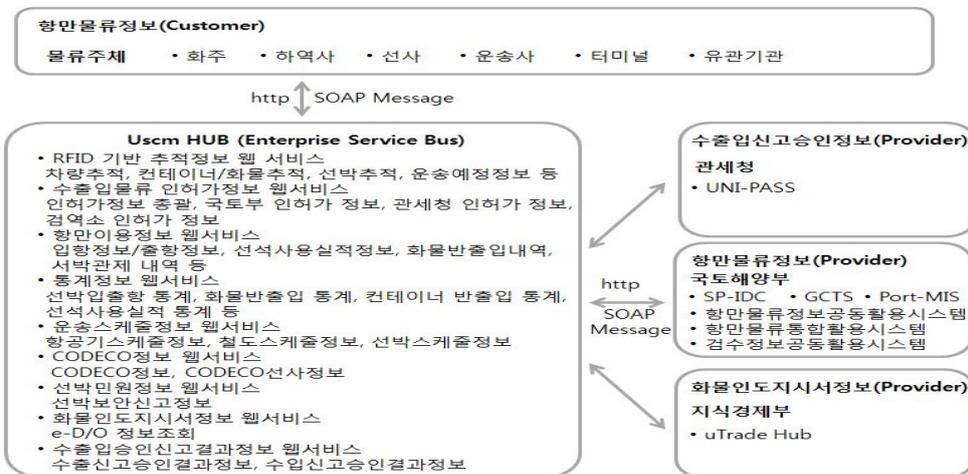 항만물류정보(Customer)
물류주체 • 화주 • 하역사 • 선사 • 운송사 • 터미널 • 유관기관
http SOAP Message
Uscm HUB (Enterprise Service Bus)
• RFID 기반 추적정보 웹 서비스
차량추적, 컨테이너/화물추적, 선박추적, 운송예정정보 등
• 수출입물류 인허가정보 웹서비스
인허가정보 총괄, 국토부 인허가 정보, 관세청 인허가 정보,
검역소 인허가 정보
• 항만이용정보 웹서비스
입항정보/출항정보, 선석사용실적정보, 화물반출입내역,
서박관제 내역 등
• 통계정보 웹서비스
선박입출항 통계, 화물반출입 통계, 컨테이너 반출입 통계,
선석사용실적 통계 등
• 운송스케줄정보 웹서비스
항공기스케줄정보, 철도스케줄정보, 선박스케줄정보
• CODECO정보 웹서비스
CODECO정보, CODECO선사정보
• 선박민원정보 웹서비스
선박보안신고정보
• 화물인도지시서정보 웹서비스
e-D/O 정보조회
• 수출입승인신고결과정보 웹서비스
수출신고승인결과정보, 수입신고승인결과정보
http
SOAP
Message
수출입신고승인정보(Provider)
관세청
• UNI-PASS
항만물류정보(Provider)
국토해양부
• SP-IDC • GCTS • Port-MIS
• 항만물류정보공동활용시스템
• 항만물류통합활용시스템
• 검수정보공동활용시스템
화물인도지시서정보(Provider)
지식경제부
• uTrade Hub